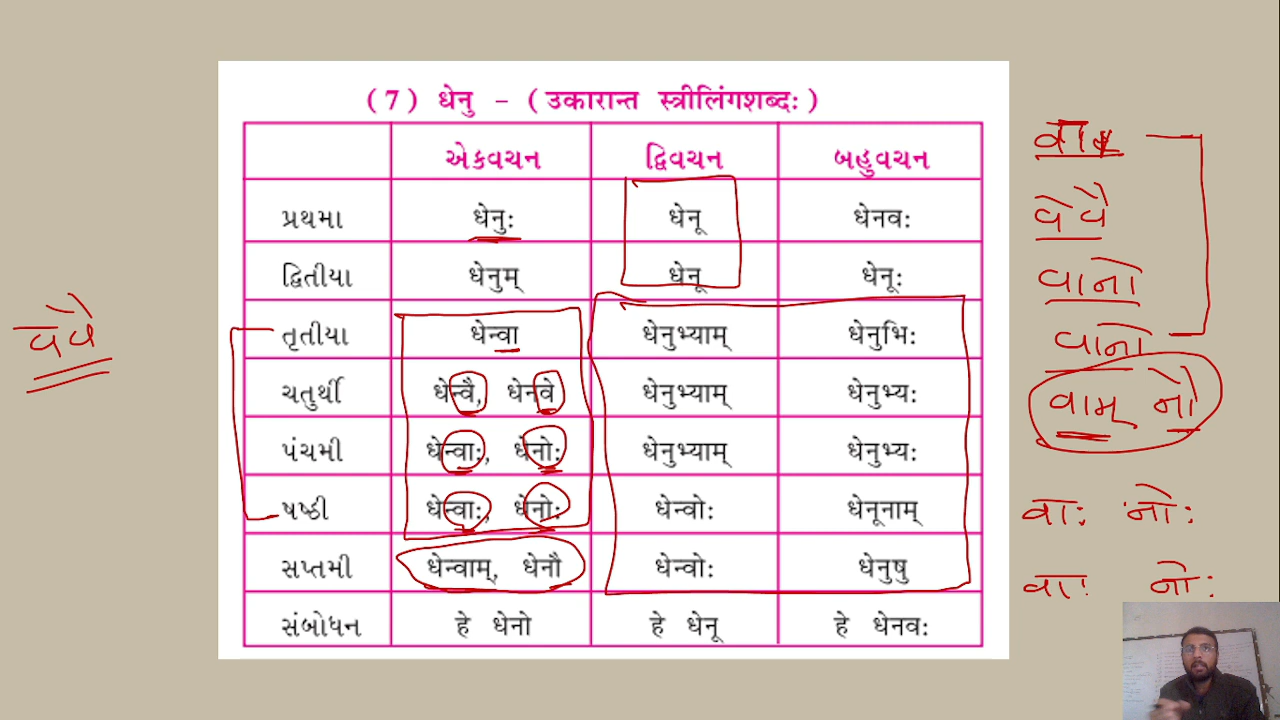 ( 7 ) धेनु - ( उकारान्त स्त्रीलिंगशब्दः )
એકવચન દ્વિવચન બહુવચન
પ્રથમા धेनुः धेनू धेनवः
દ્વિતીયા धेनुम् धेनू धेनूः
તૃતીયા धेन्वा धेनुभ्याम् धेनुभिः
ચતુર્થી धेन्वै, धेनवे धेनुभ्याम् धेनुभ्यः
પંચમી धेन्वाः, धेनोः धेनुभ्याम् धेनुभ्यः
ષષ્ઠી धेन्वाः, धेनोः धेन्वोः धेनूनाम्
સપ્તમી धेन्वाम्, धेनौ धेन्वोः धेनुषु
સંબોધન हे धेनो हे धेनू हे धेनवः
वेवै
वेवै
वानो
वानो
वाम् नौ
वाः नोः
वाः नोः